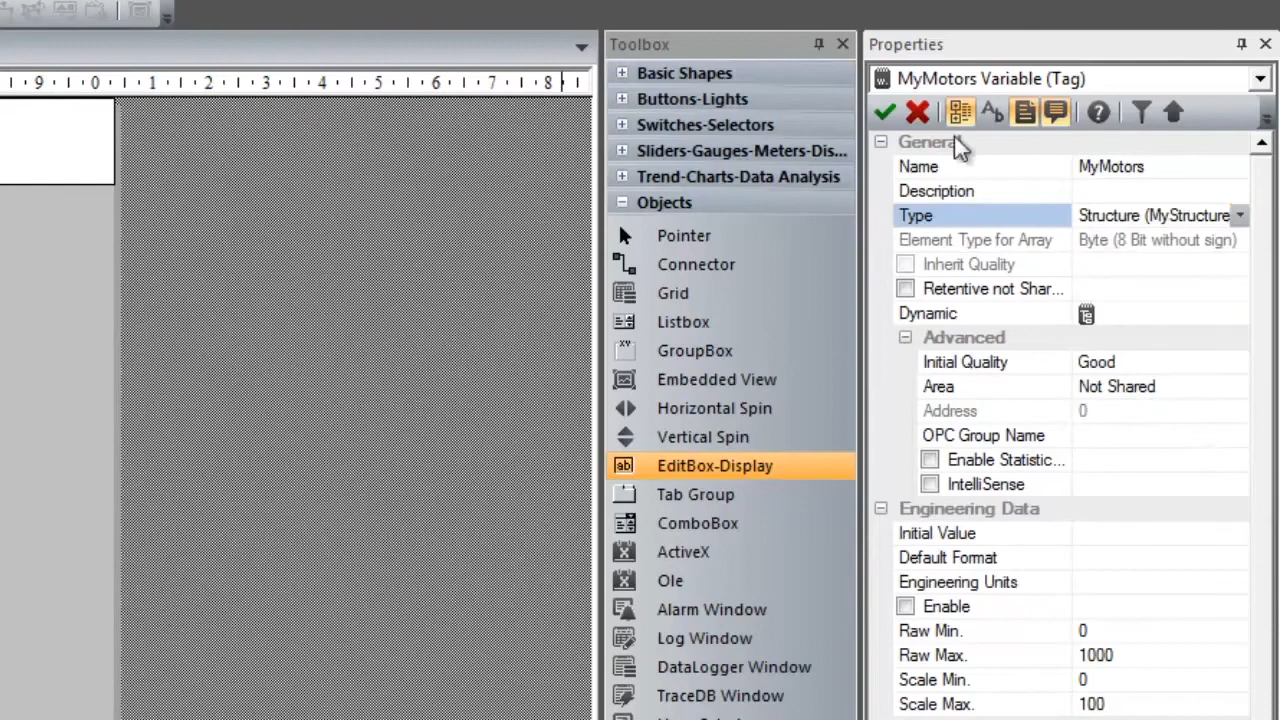 9 0 1 2 3 4 5 6 7 8
Toolbox
Basic Shapes
Buttons-Lights
Switches-Selectors
Sliders-Gauges-Meters-Dis...
Trend-Charts-Data Analysis
Objects
Pointer
Connector
Grid
Listbox
XY
GroupBox
Embedded View
Horizontal Spin
Vertical Spin
ab EditBox-Display
Tab Group
ComboBox
ActiveX
Ole
Alarm Window
Log Window
DataLogger Window
TraceDB Window
Properties
MyMotors Variable (Tag)
General
Name MyMotors
Description
Type Structure (MyStructure
Element Type for Array Byte (8 Bit without sign)
Inherit Quality
Retentive not Shar...
Dynamic
Advanced
Initial Quality Good
Area Not Shared
Address 0
OPC Group Name
Enable Statistic...
IntelliSense
Engineering Data
Initial Value
Default Format
Engineering Units
Enable
Raw Min. 0
Raw Max. 1000
Scale Min. 0
Scale Max. 100